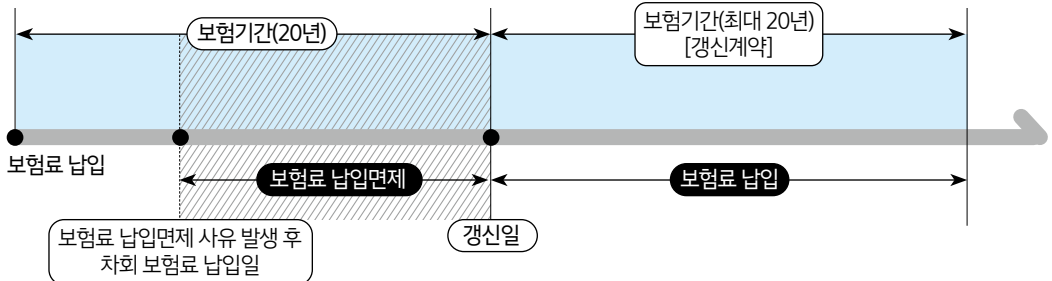 보험기간(20년)
보험기간(최대 20년)
[갱신계약]
보험료 납입
보험료 납입면제
보험료 납입
보험료 납입면제 사유 발생 후
차회 보험료 납입일
갱신일